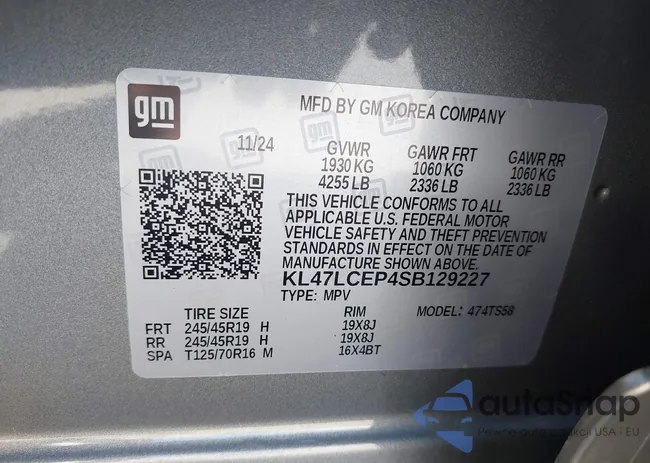 gm
MFD BY GM KOREA COMPANY
11/24
GVWR GAWR FRT GAWR RR
1930 KG 1060 KG 1060 KG
4255 LB 2336 LB 2336 LB
THIS VEHICLE CONFORMS TO ALL
APPLICABLE U.S. FEDERAL MOTOR
VEHICLE SAFETY AND THEFT PREVENTION
STANDARDS IN EFFECT ON THE DATE OF
MANUFACTURE SHOWN ABOVE.
KL47LCEP4SB129227
TYPE: MPV MODEL: 474TS58
TIRE SIZE RIM
FRT 245/45R19 H 19X8J
RR 245/45R19 H 19X8J
SPA T125/70R16 M 16X4BT
autoSnap
USA - EU